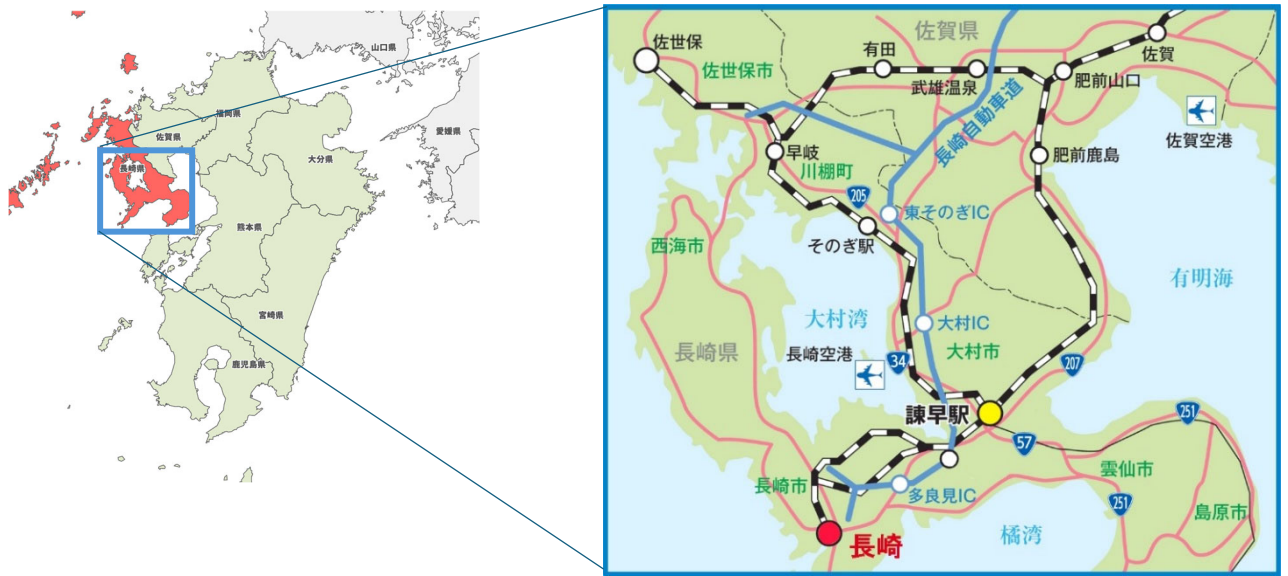 山口県
福岡県
佐賀県
愛媛県
大分県
長崎県
熊本県
宮崎県
鹿児島県
佐賀県
佐世保
有田
佐賀
佐世保市
武雄温泉
肥前山口
長崎自動車道
佐賀空港
早岐
肥前鹿島
川棚町
205
東そのぎIC
そのぎ駅
西海市
有明海
大村湾
大村IC
長崎県
長崎空港
34
大村市
207
諫早駅
57
251
雲仙市
長崎市
多良見IC
251
島原市
橘湾
長崎